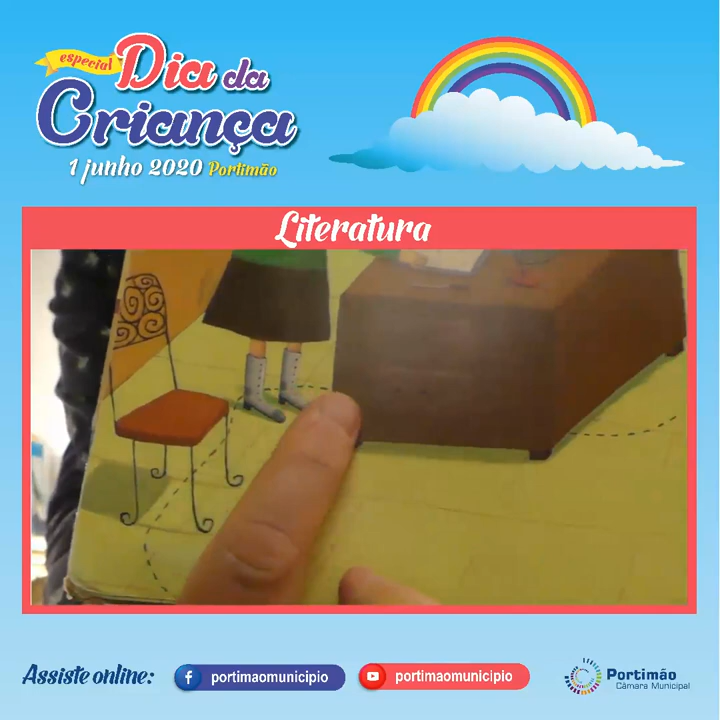 especial
Dia da
Criança
1 junho 2020 Portimão
Literatura
Assiste online:
portimaomunicipio
portimaomunicipio
Portimão
Câmara Municipal